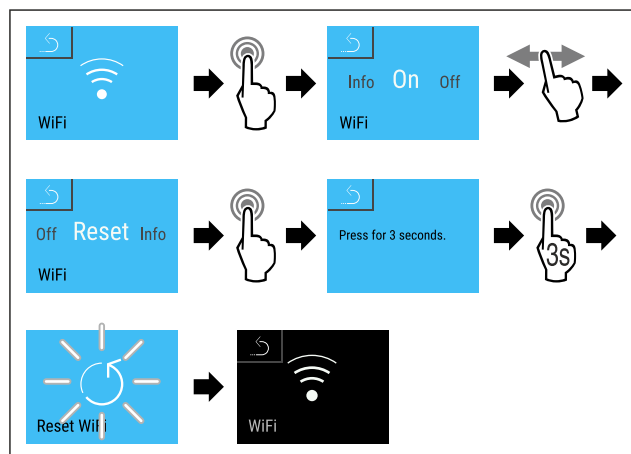 WiFi
Info On Off
WiFi
Off Reset Info
WiFi
Press for 3 seconds.
3s
Reset WiFi
WiFi